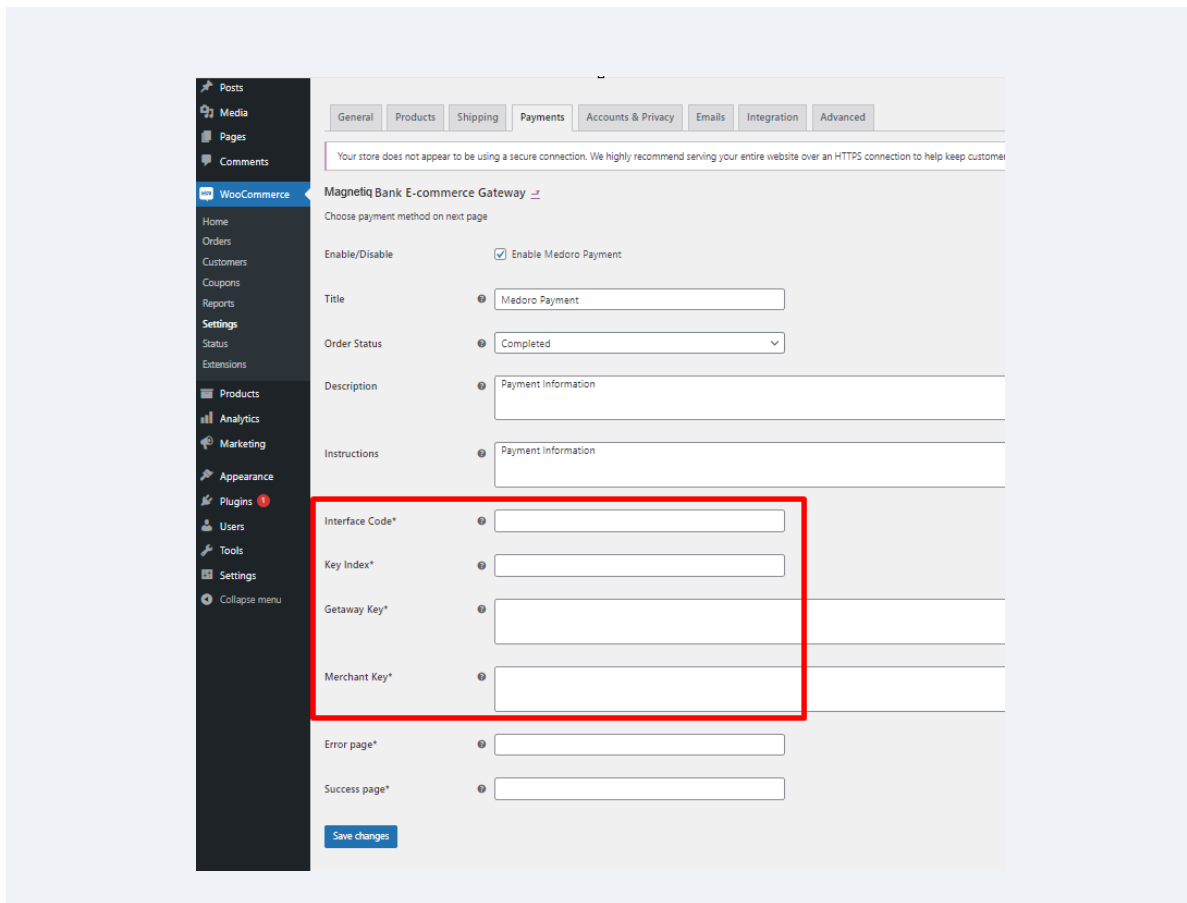 Posts
Media
Pages
Comments
WooCommerce
Home
Orders
Customers
Coupons
Reports
Settings
Status
Extensions
Products
Analytics
Marketing
Appearance
Plugins 1
Users
Tools
Settings
Collapse menu
General Products Shipping Payments Accounts & Privacy Emails Integration Advanced
Your store does not appear to be using a secure connection. We highly recommend serving your entire website over an HTTPS connection to help keep custome
Magnetiq Bank E-commerce Gateway
Choose payment method on next page
Enable/Disable Enable Medoro Payment
Title Medoro Payment
Order Status Completed
Description Payment Information
Instructions Payment Information
Interface Code*
Key Index*
Getaway Key*
Merchant Key*
Error page*
Success page*
Save changes